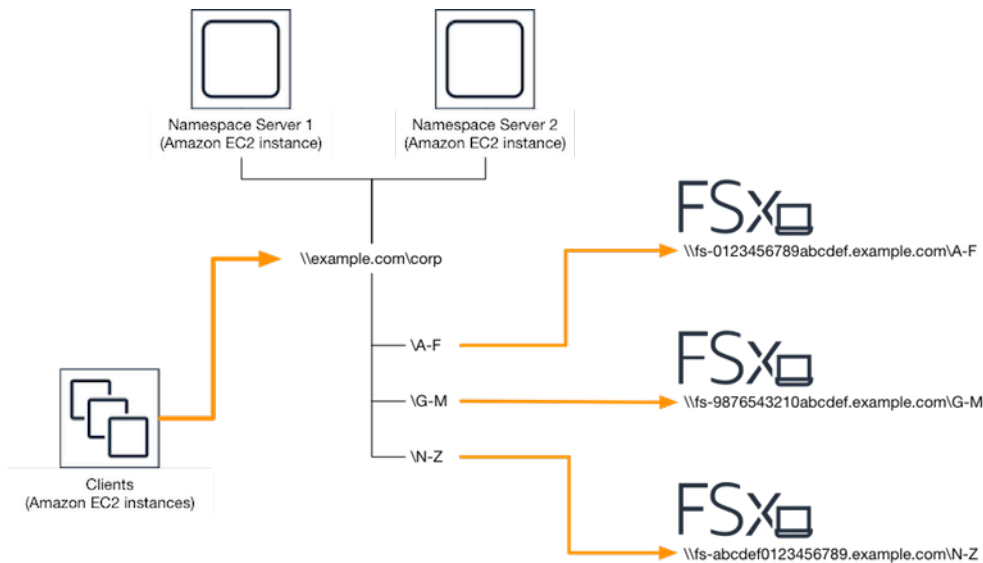 Namespace Server 1
(Amazon EC2 instance)
Namespace Server 2
(Amazon EC2 instance)
FSx
\\fs-0123456789abcdef.example.com\A-F
\\example.com\corp
\A-F
FSx
\\fs-9876543210abcdef.example.com\G-M
\G-M
\N-Z
Clients
(Amazon EC2 instances)
FSx
\\fs-abcdef0123456789.example.com\N-Z